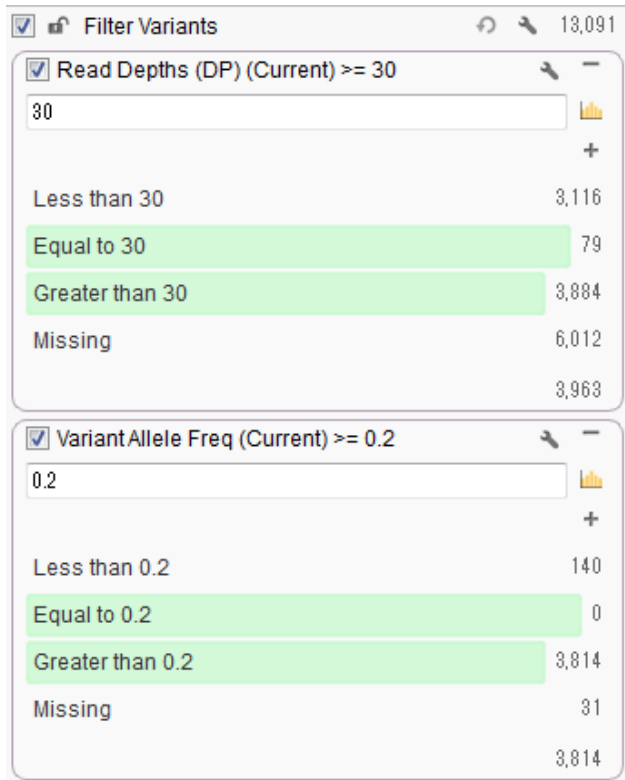 Filter Variants 13,091
Read Depths (DP) (Current) >= 30
30
Less than 30 3,116
Equal to 30 79
Greater than 30 3,884
Missing 6,012
3,963
Variant Allele Freq (Current) >= 0.2
0.2
Less than 0.2 140
Equal to 0.2 0
Greater than 0.2 3,814
Missing 31
3,814